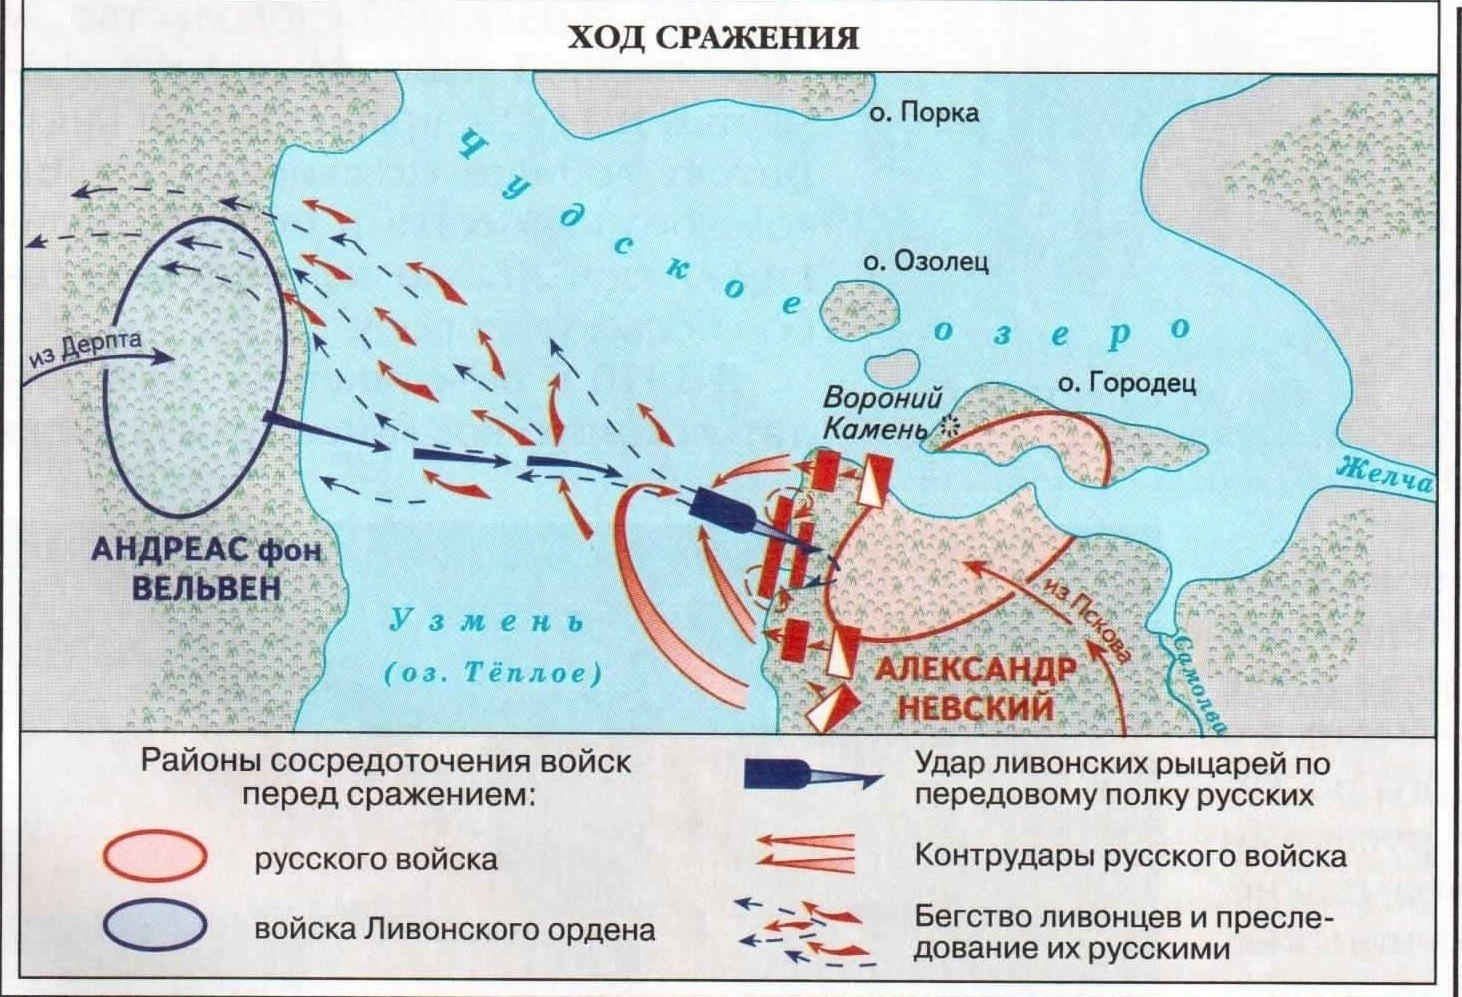 ХОД СРАЖЕНИЯ
о. Порка
Чудское озеро
о. Озолец
о. Городец
Вороний
Камень
Желча
из Дерпта
АНДРЕАС фон
ВЕЛЬВЕН
Узмень
(оз. Тёплое)
из Пскова
Самолва
АЛЕКСАНДР
НЕВСКИЙ
Районы сосредоточения войск
перед сражением:
русского войска
войска Ливонского ордена
Удар ливонских рыцарей по
передовому полку русских
Контрудары русского войска
Бегство ливонцев и пресле-
дование их русскими